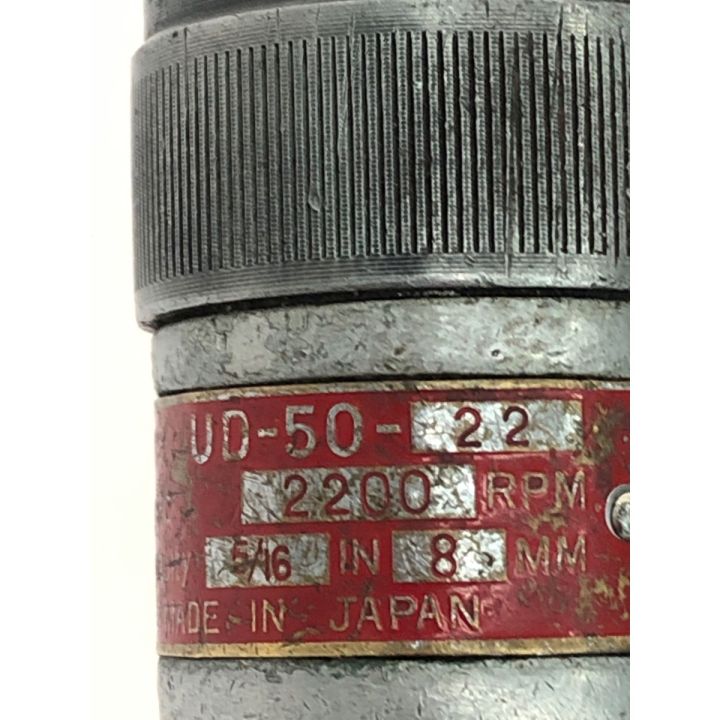 UD-50-22
2200 RPM
5/16 IN 8 MM
MADE IN JAPAN